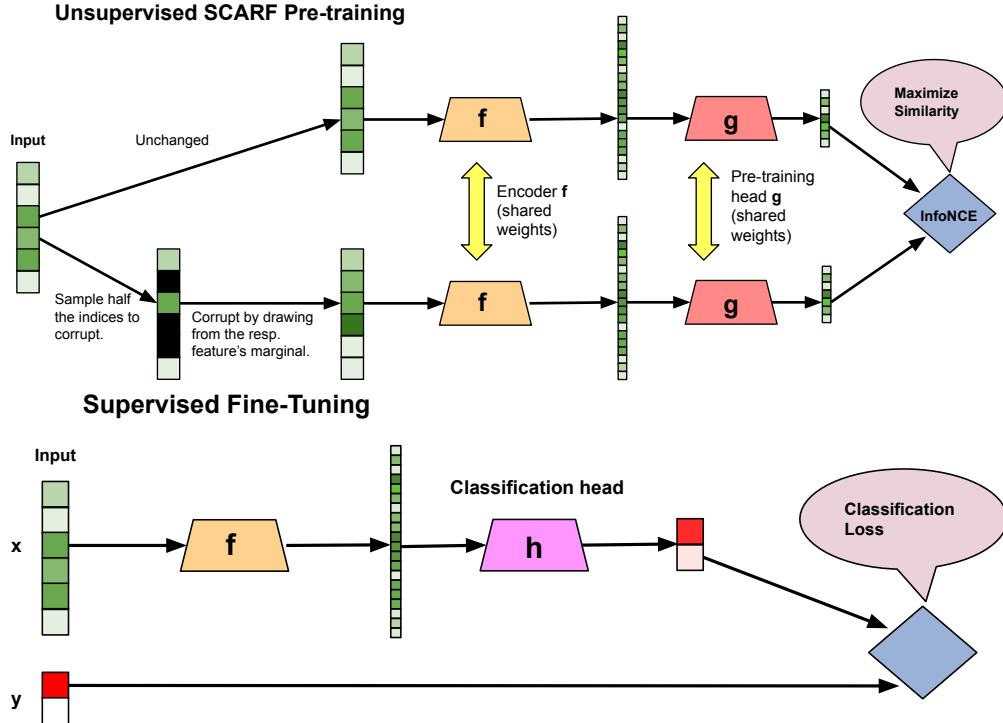 Unsupervised SCARF Pre-training
Input
Unchanged
f
g
Maximize
Similarity
Encoder f
(shared
weights)
Pre-training
head g
(shared
weights)
InfoNCE
Sample half
the indices to
corrupt.
Corrupt by drawing
from the resp.
feature's marginal.
f
g
Supervised Fine-Tuning
Input
x
f
Classification head
h
Classification
Loss
y